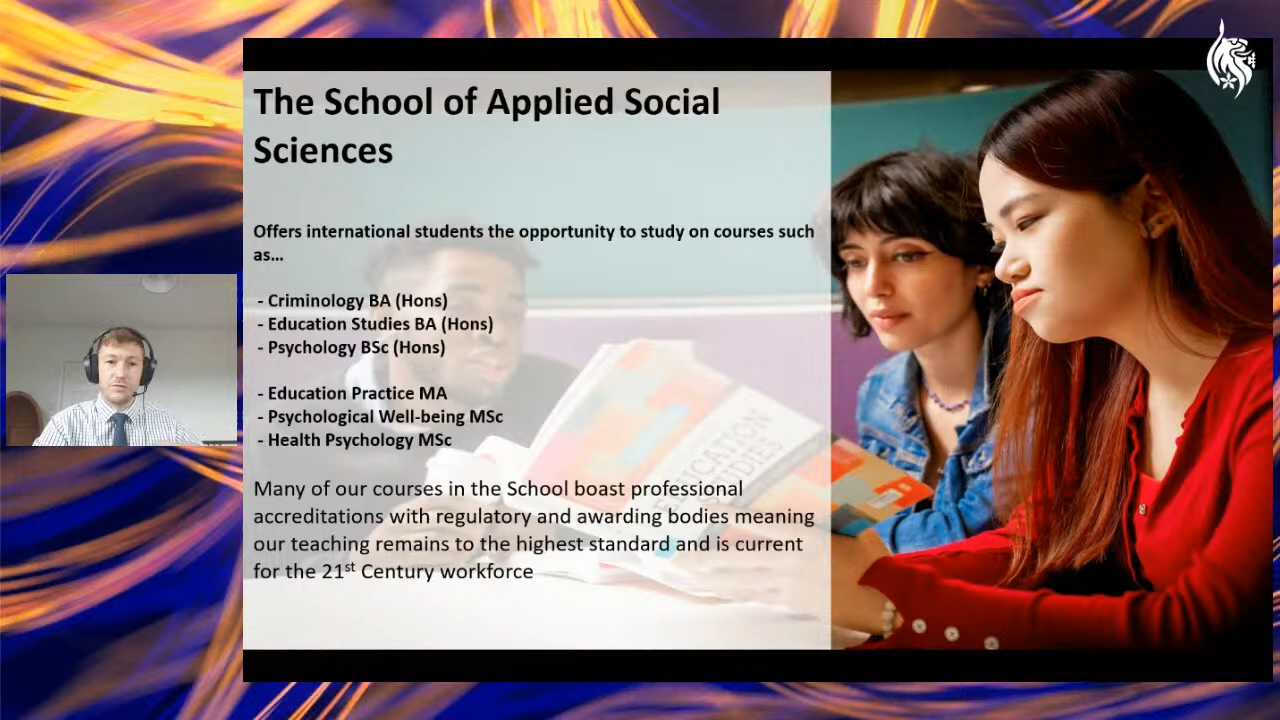 The School of Applied Social
Sciences
Offers international students the opportunity to study on courses such
as...
- Criminology BA (Hons)
- Education Studies BA (Hons)
- Psychology BSc (Hons)
- Education Practice MA
- Psychological Well-being MSc
- Health Psychology MSc
Many of our courses in the School boast professional
accreditations with regulatory and awarding bodies meaning
our teaching remains to the highest standard and is current
for the 21st Century workforce
EDUCATION
STUDIES